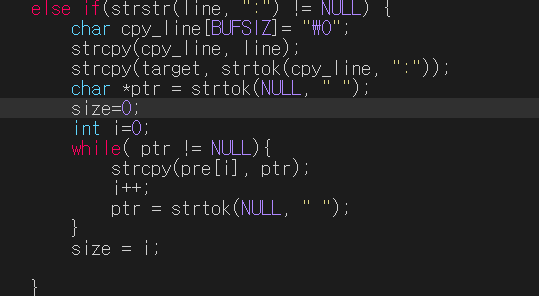 else if(strstr(line, ":") != NULL) {
char cpy_line[BUFSIZ]= "₩0";
strcpy(cpy_line, line);
strcpy(target, strtok(cpy_line, ":"));
char *ptr = strtok(NULL, " ");
size=0;
int i=0;
while( ptr != NULL){
strcpy(pre[i], ptr);
i++;
ptr = strtok(NULL, " ");
}
size = i;
}